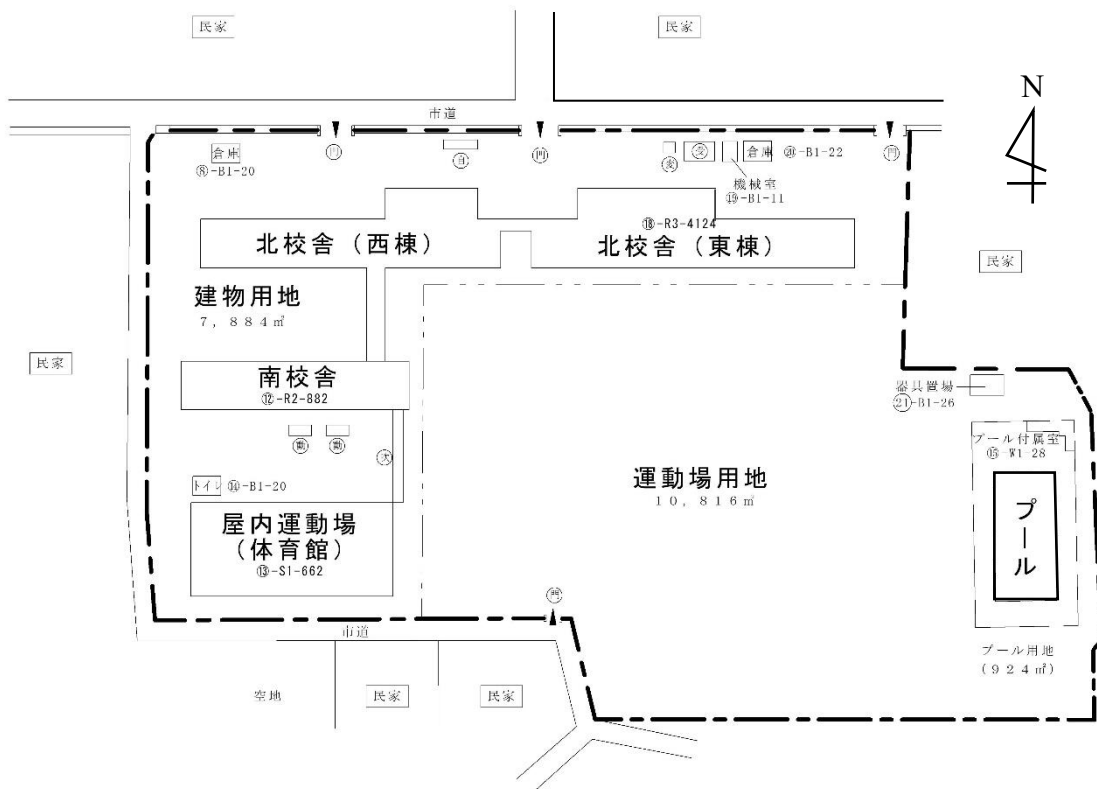 民家
民家
N
市道
門
門
門
倉庫
⑧-B1-20
自
変
受
倉庫 ⑳-B1-22
機械室
⑲-B1-11
⑱-R3-4124
北校舎（西棟）
北校舎（東棟）
民家
建物用地
7,884㎡
民家
南校舎
⑫-R2-882
器具置場
㉑-B1-26
動
動
プール付属室
⑮-W1-28
トイレ ⑭-B1-20
運動場用地
10,816㎡
プール
屋内運動場
（体育館）
⑬-S1-662
門
市道
プール用地
(924㎡)
空地
民家
民家